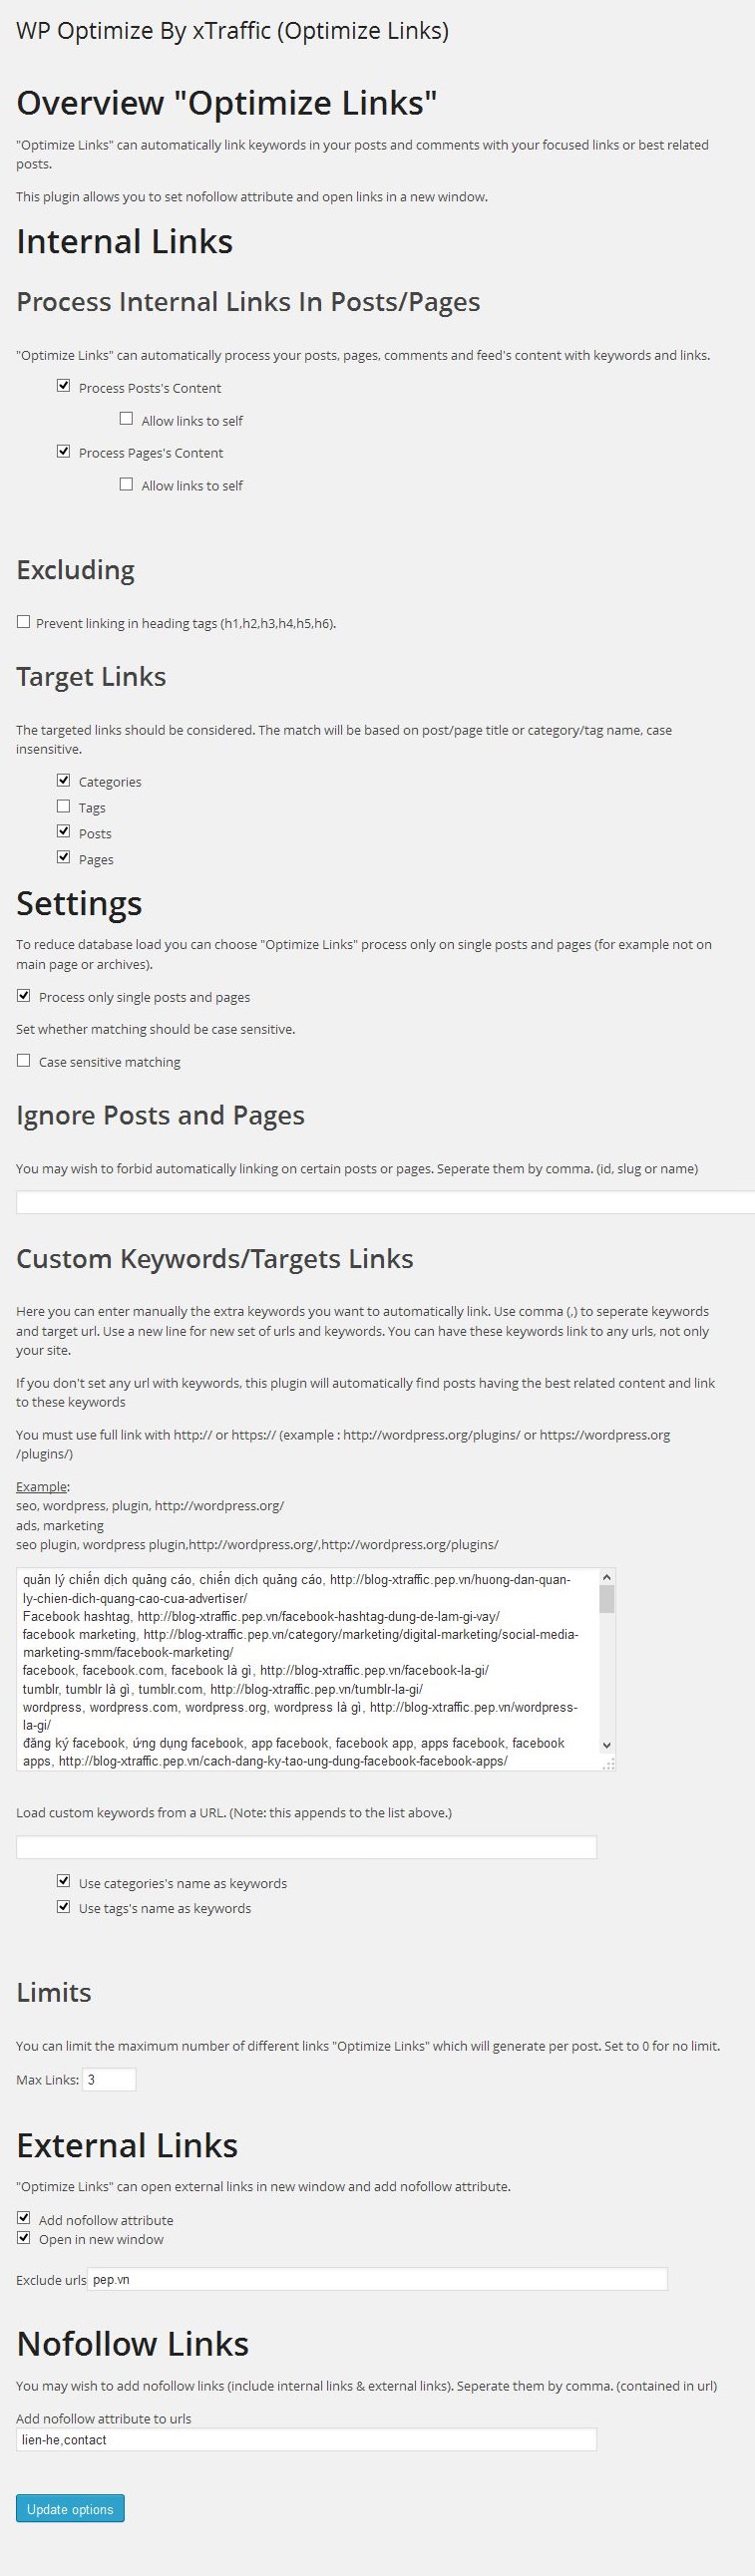 WP Optimize By xTraffic (Optimize Links)
Overview "Optimize Links"
"Optimize Links" can automatically link keywords in your posts and comments with your focused links or best related
posts.
This plugin allows you to set nofollow attribute and open links in a new window.
Internal Links
Process Internal Links In Posts/Pages
"Optimize Links" can automatically process your posts, pages, comments and feed's content with keywords and links.
Process Posts's Content
Allow links to self
Process Pages's Content
Allow links to self
Excluding
Prevent linking in heading tags (h1,h2,h3,h4,h5,h6).
Target Links
The targeted links should be considered. The match will be based on post/page title or category/tag name, case
insensitive.
Categories
Tags
Posts
Pages
Settings
To reduce database load you can choose "Optimize Links" process only on single posts and pages (for example not on
main page or archives).
Process only single posts and pages
Set whether matching should be case sensitive.
Case sensitive matching
Ignore Posts and Pages
You may wish to forbid automatically linking on certain posts or pages. Seperate them by comma. (id, slug or name)
Custom Keywords/Targets Links
Here you can enter manually the extra keywords you want to automatically link. Use comma (,) to seperate keywords
and target url. Use a new line for new set of urls and keywords. You can have these keywords link to any urls, not only
your site.
If you don't set any url with keywords, this plugin will automatically find posts having the best related content and link
to these keywords
You must use full link with http:// or https:// (example : http://wordpress.org/plugins/ or https://wordpress.org
/plugins/)
Example:
seo, wordpress, plugin, http://wordpress.org/
ads, marketing
seo plugin, wordpress plugin,http://wordpress.org/,http://wordpress.org/plugins/
quản lý chiến dịch quảng cáo, chiến dịch quảng cáo, http://blog-xtraffic.pep.vn/huong-dan-quan-
ly-chien-dich-quang-cao-cua-advertiser/
Facebook hashtag, http://blog-xtraffic.pep.vn/facebook-hashtag-dung-de-lam-gi-vay/
facebook marketing, http://blog-xtraffic.pep.vn/category/marketing/digital-marketing/social-media-
marketing-smm/facebook-marketing/
facebook, facebook.com, facebook là gì, http://blog-xtraffic.pep.vn/facebook-la-gi/
tumblr, tumblr là gì, tumblr.com, http://blog-xtraffic.pep.vn/tumblr-la-gi/
wordpress, wordpress.com, wordpress.org, wordpress là gì, http://blog-xtraffic.pep.vn/wordpress-
la-gi/
đăng ký facebook, ứng dụng facebook, app facebook, facebook app, apps facebook, facebook
apps, http://blog-xtraffic.pep.vn/cach-dang-ky-tao-ung-dung-facebook-facebook-apps/
Load custom keywords from a URL. (Note: this appends to the list above.)
Use categories's name as keywords
Use tags's name as keywords
Limits
You can limit the maximum number of different links "Optimize Links" which will generate per post. Set to 0 for no limit.
Max Links: 3
External Links
"Optimize Links" can open external links in new window and add nofollow attribute.
Add nofollow attribute
Open in new window
Exclude urls pep.vn
Nofollow Links
You may wish to add nofollow links (include internal links & external links). Seperate them by comma. (contained in url)
Add nofollow attribute to urls
lien-he,contact
Update options